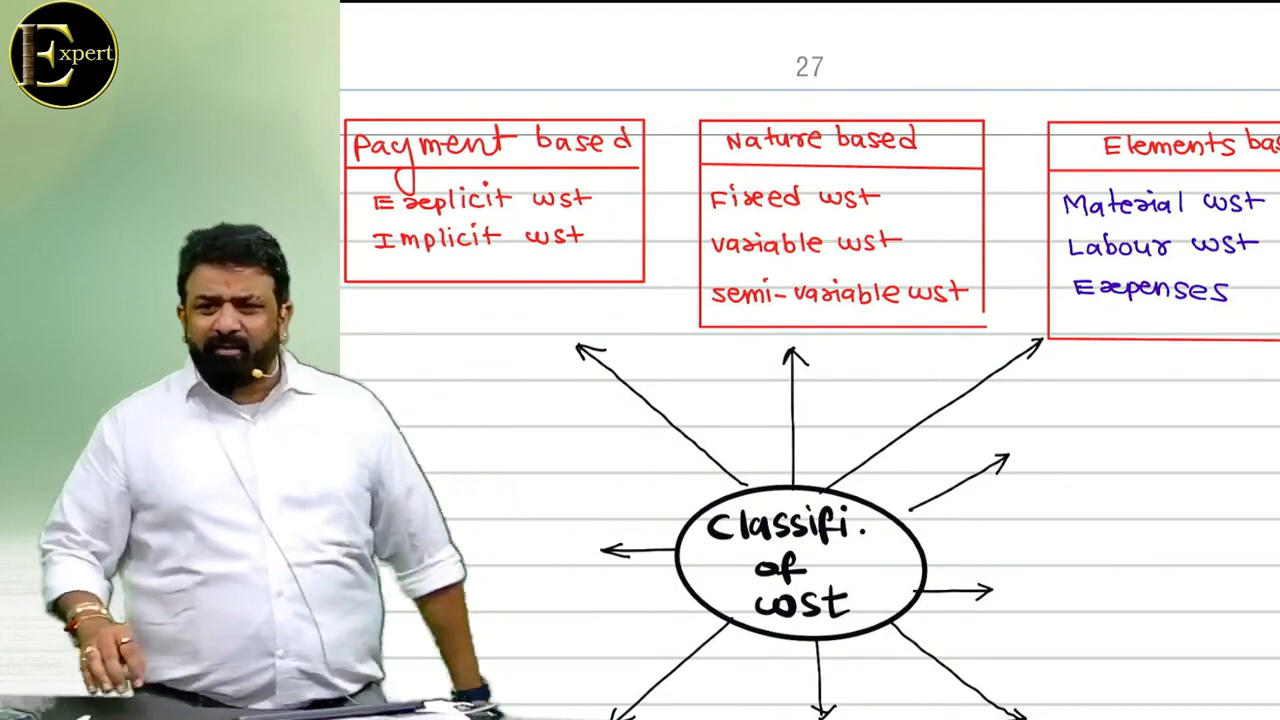 Expert
27
Payment based
Explicit cost
Implicit cost
Nature based
Fixed cost
variable cost
semi-variable cost
Elements bas
Material cost
Labour cost
Expenses
Classifi.
of
cost